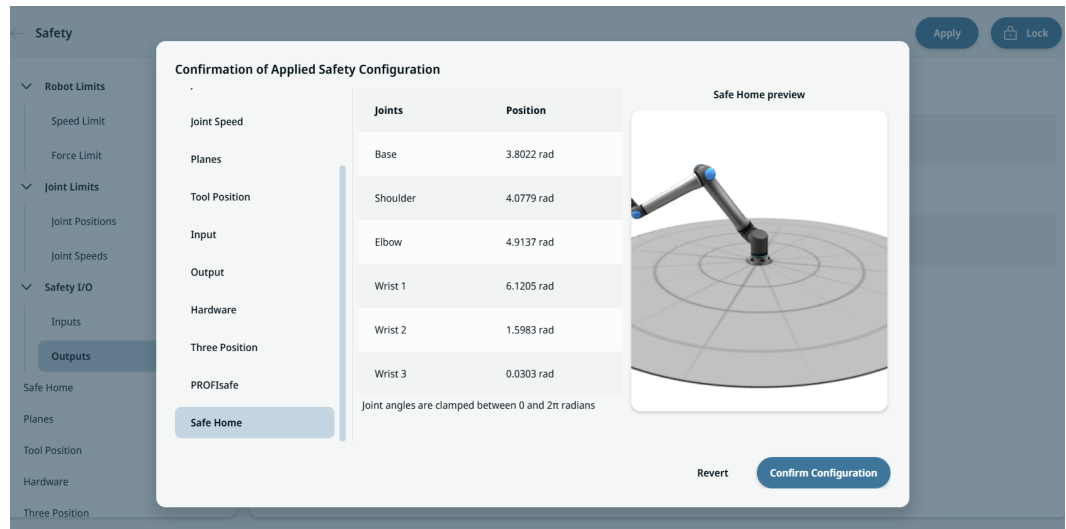 Safety
Apply
Lock
Robot Limits
Speed Limit
Force Limit
Joint Limits
Joint Positions
Joint Speeds
Safety I/O
Inputs
Outputs
Safe Home
Planes
Tool Position
Hardware
Three Position
Confirmation of Applied Safety Configuration
Joint Speed
Planes
Tool Position
Input
Output
Hardware
Three Position
PROFIsafe
Safe Home
Joints Position
Base 3.8022 rad
Shoulder 4.0779 rad
Elbow 4.9137 rad
Wrist 1 6.1205 rad
Wrist 2 1.5983 rad
Wrist 3 0.0303 rad
Joint angles are clamped between 0 and 2π radians
Safe Home preview
Revert
Confirm Configuration